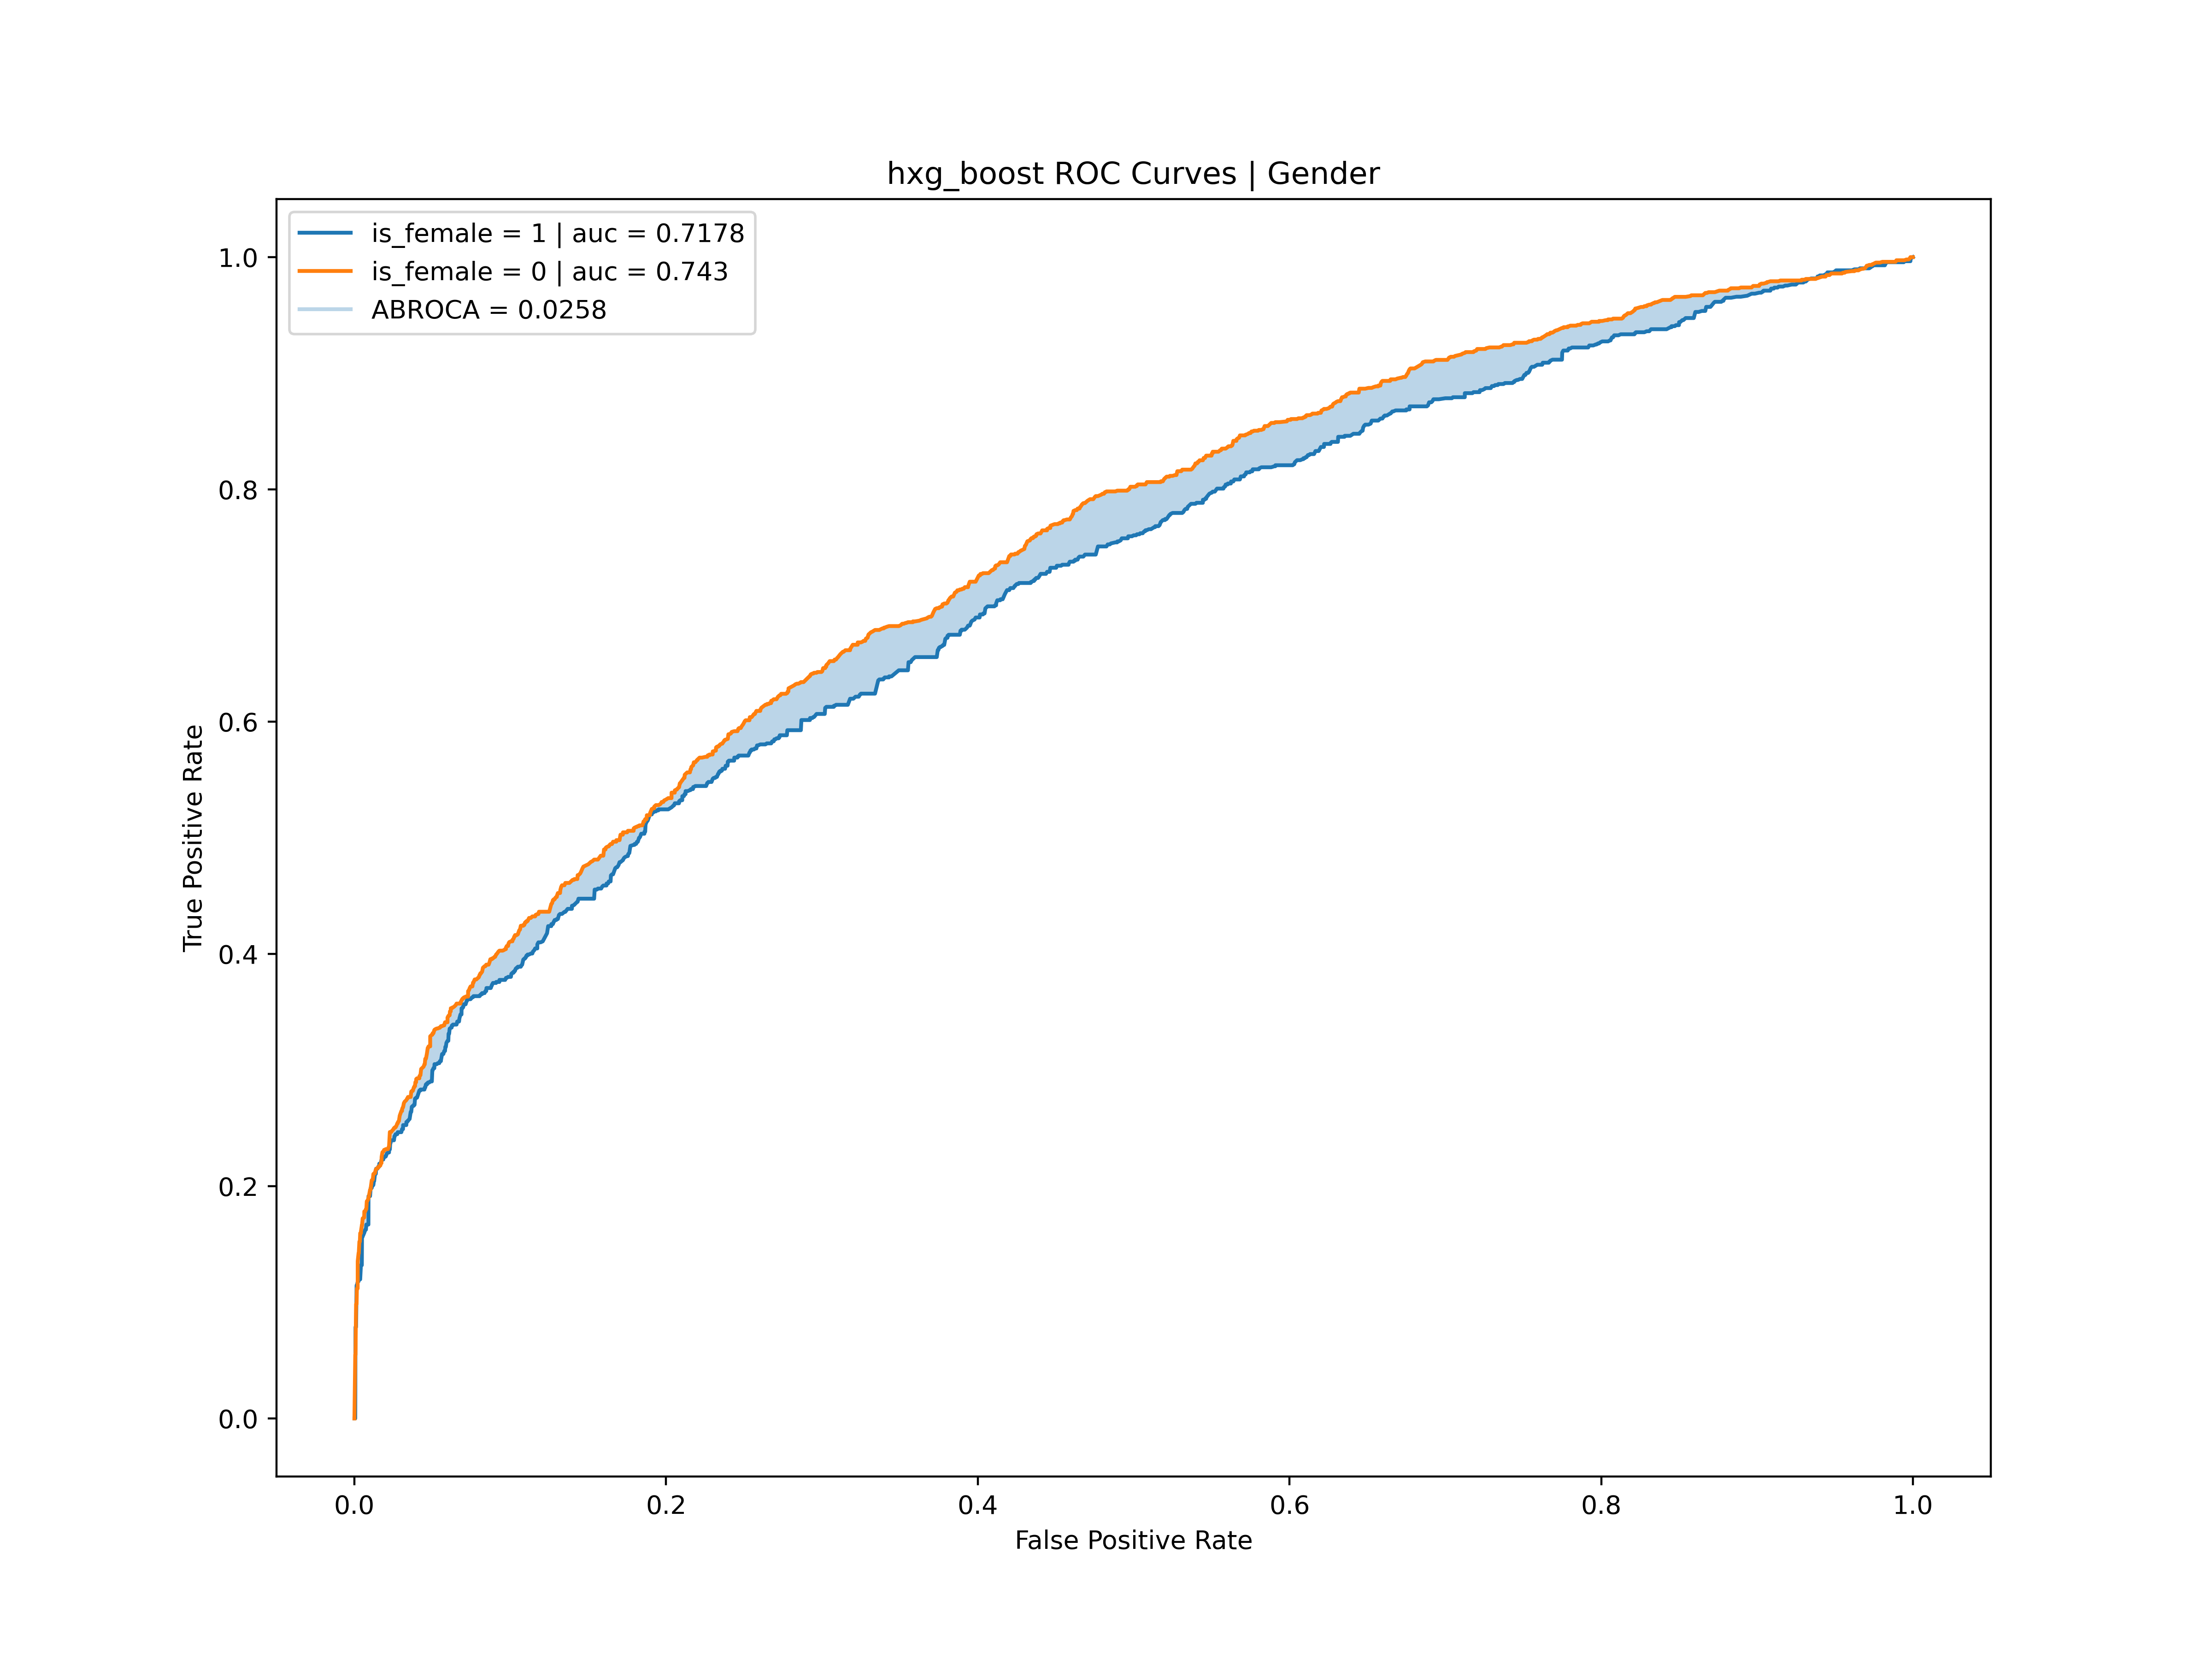 hxg_boost ROC Curves | Gender
is_female = 1 | auc = 0.7178
is_female = 0 | auc = 0.743
ABROCA = 0.0258
True Positive Rate
1.0
0.8
0.6
0.4
0.2
0.0
0.0 0.2 0.4 0.6 0.8 1.0
False Positive Rate